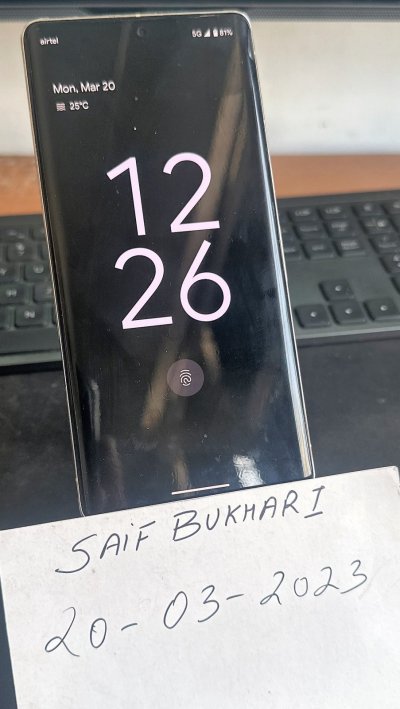 airtel 5G 81%
Mon, Mar 20
25°C
12
26
SAIF BUKHARI
20-03-2023